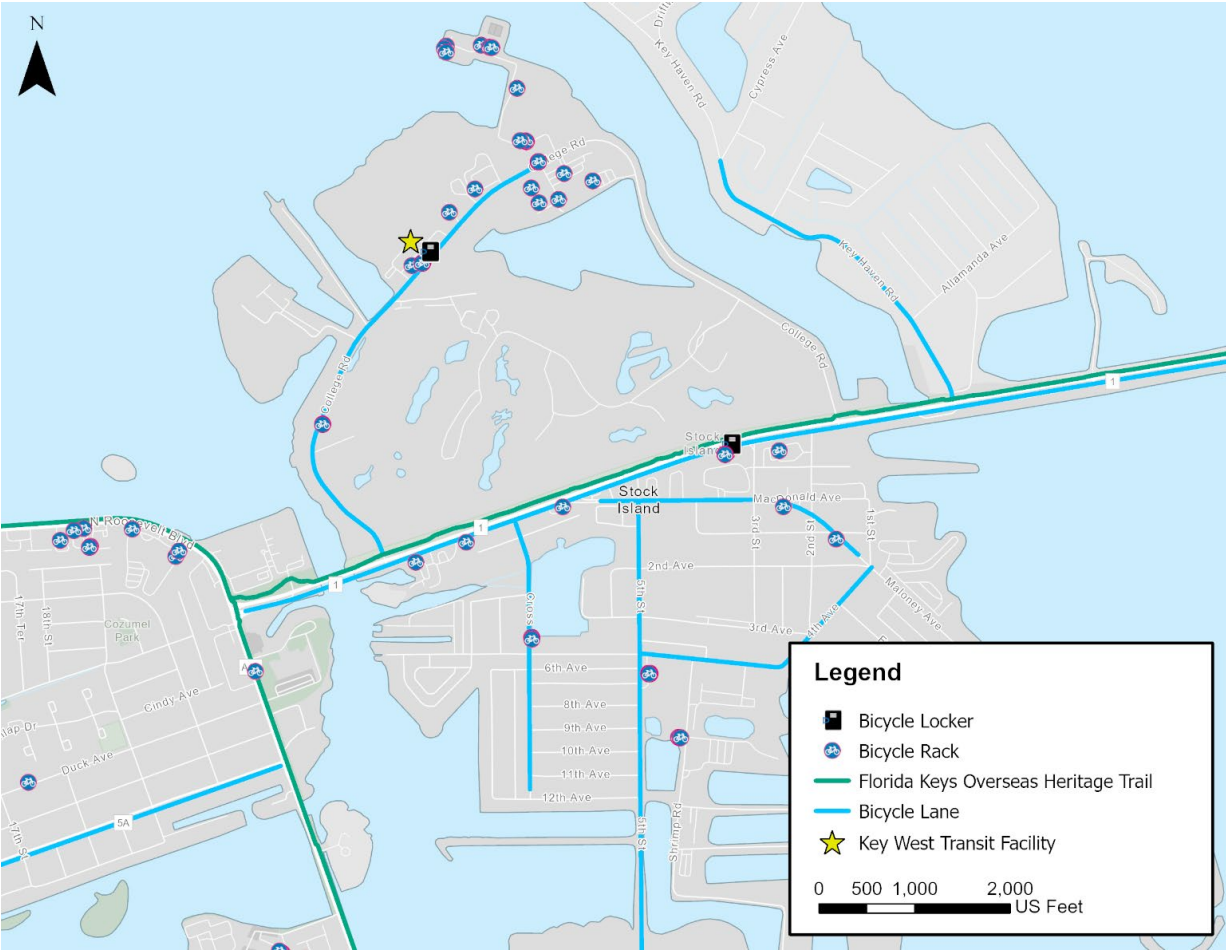 N
Key Haven Rd
Cypress Ave
College Rd
Key Haven Rd
Allamanda Ave
College Rd
College Rd
1
Stock
Island
Stock
Island
MacDonald Ave
1
N Roosevelt Blvd
3rd St
2nd St
1st St
2nd Ave
1
17th Ter
18th St
Cozumel
Park
5th St
Maloney Ave
3rd Ave
4th Ave
6th Ave
Cindy Ave
8th Ave
9th Ave
Duck Ave
10th Ave
11th Ave
12th Ave
5A
17th St
5th St
Shrimp Rd
Legend
Bicycle Locker
Bicycle Rack
Florida Keys Overseas Heritage Trail
Bicycle Lane
Key West Transit Facility
0 500 1,000 2,000
US Feet